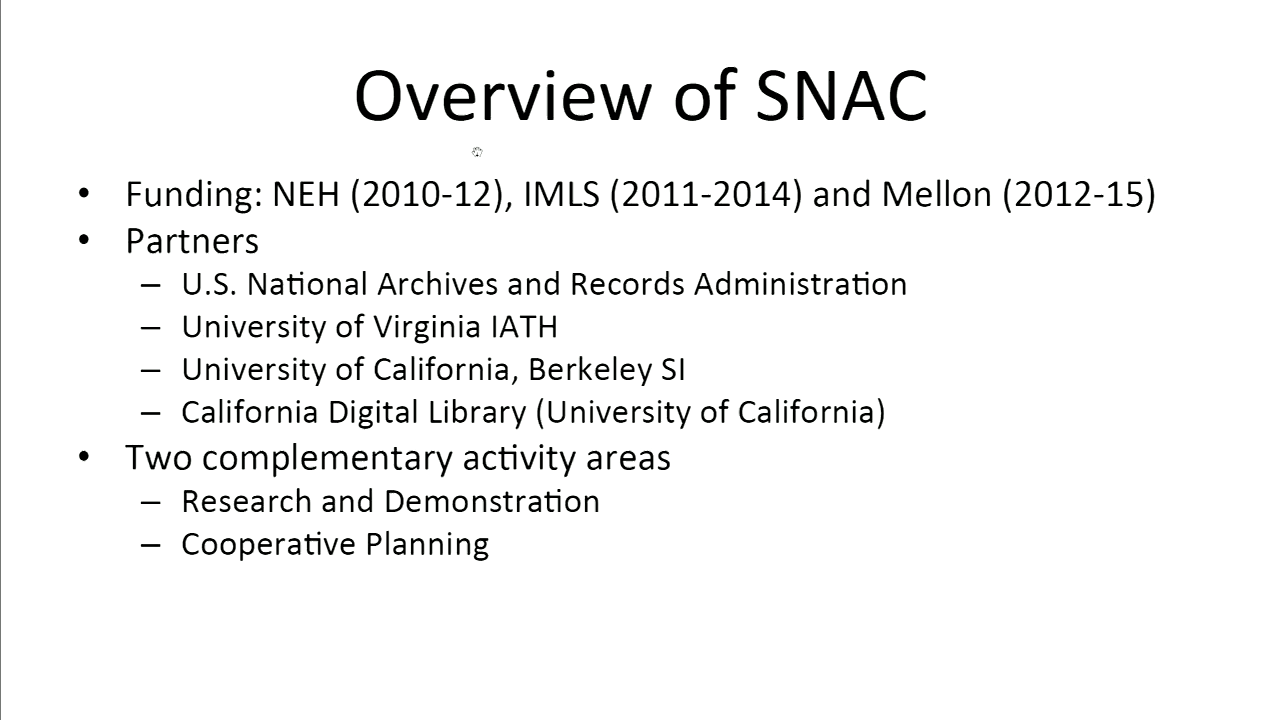 Overview of SNAC
• Funding: NEH (2010-12), IMLS (2011-2014) and Mellon (2012-15)
• Partners
– U.S. National Archives and Records Administration
– University of Virginia IATH
– University of California, Berkeley SI
– California Digital Library (University of California)
• Two complementary activity areas
– Research and Demonstration
– Cooperative Planning